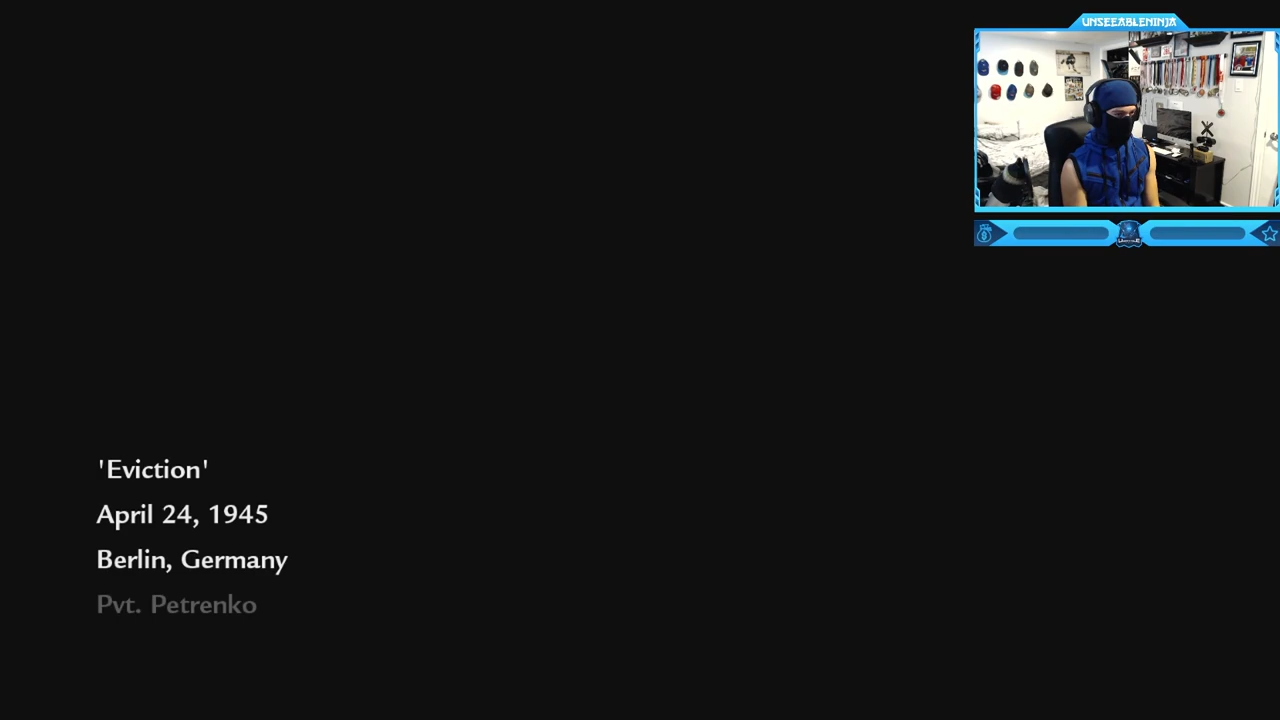 UNSEEABLENINJA
'Eviction'
April 24, 1945
Berlin, Germany
Pvt. Petrenko